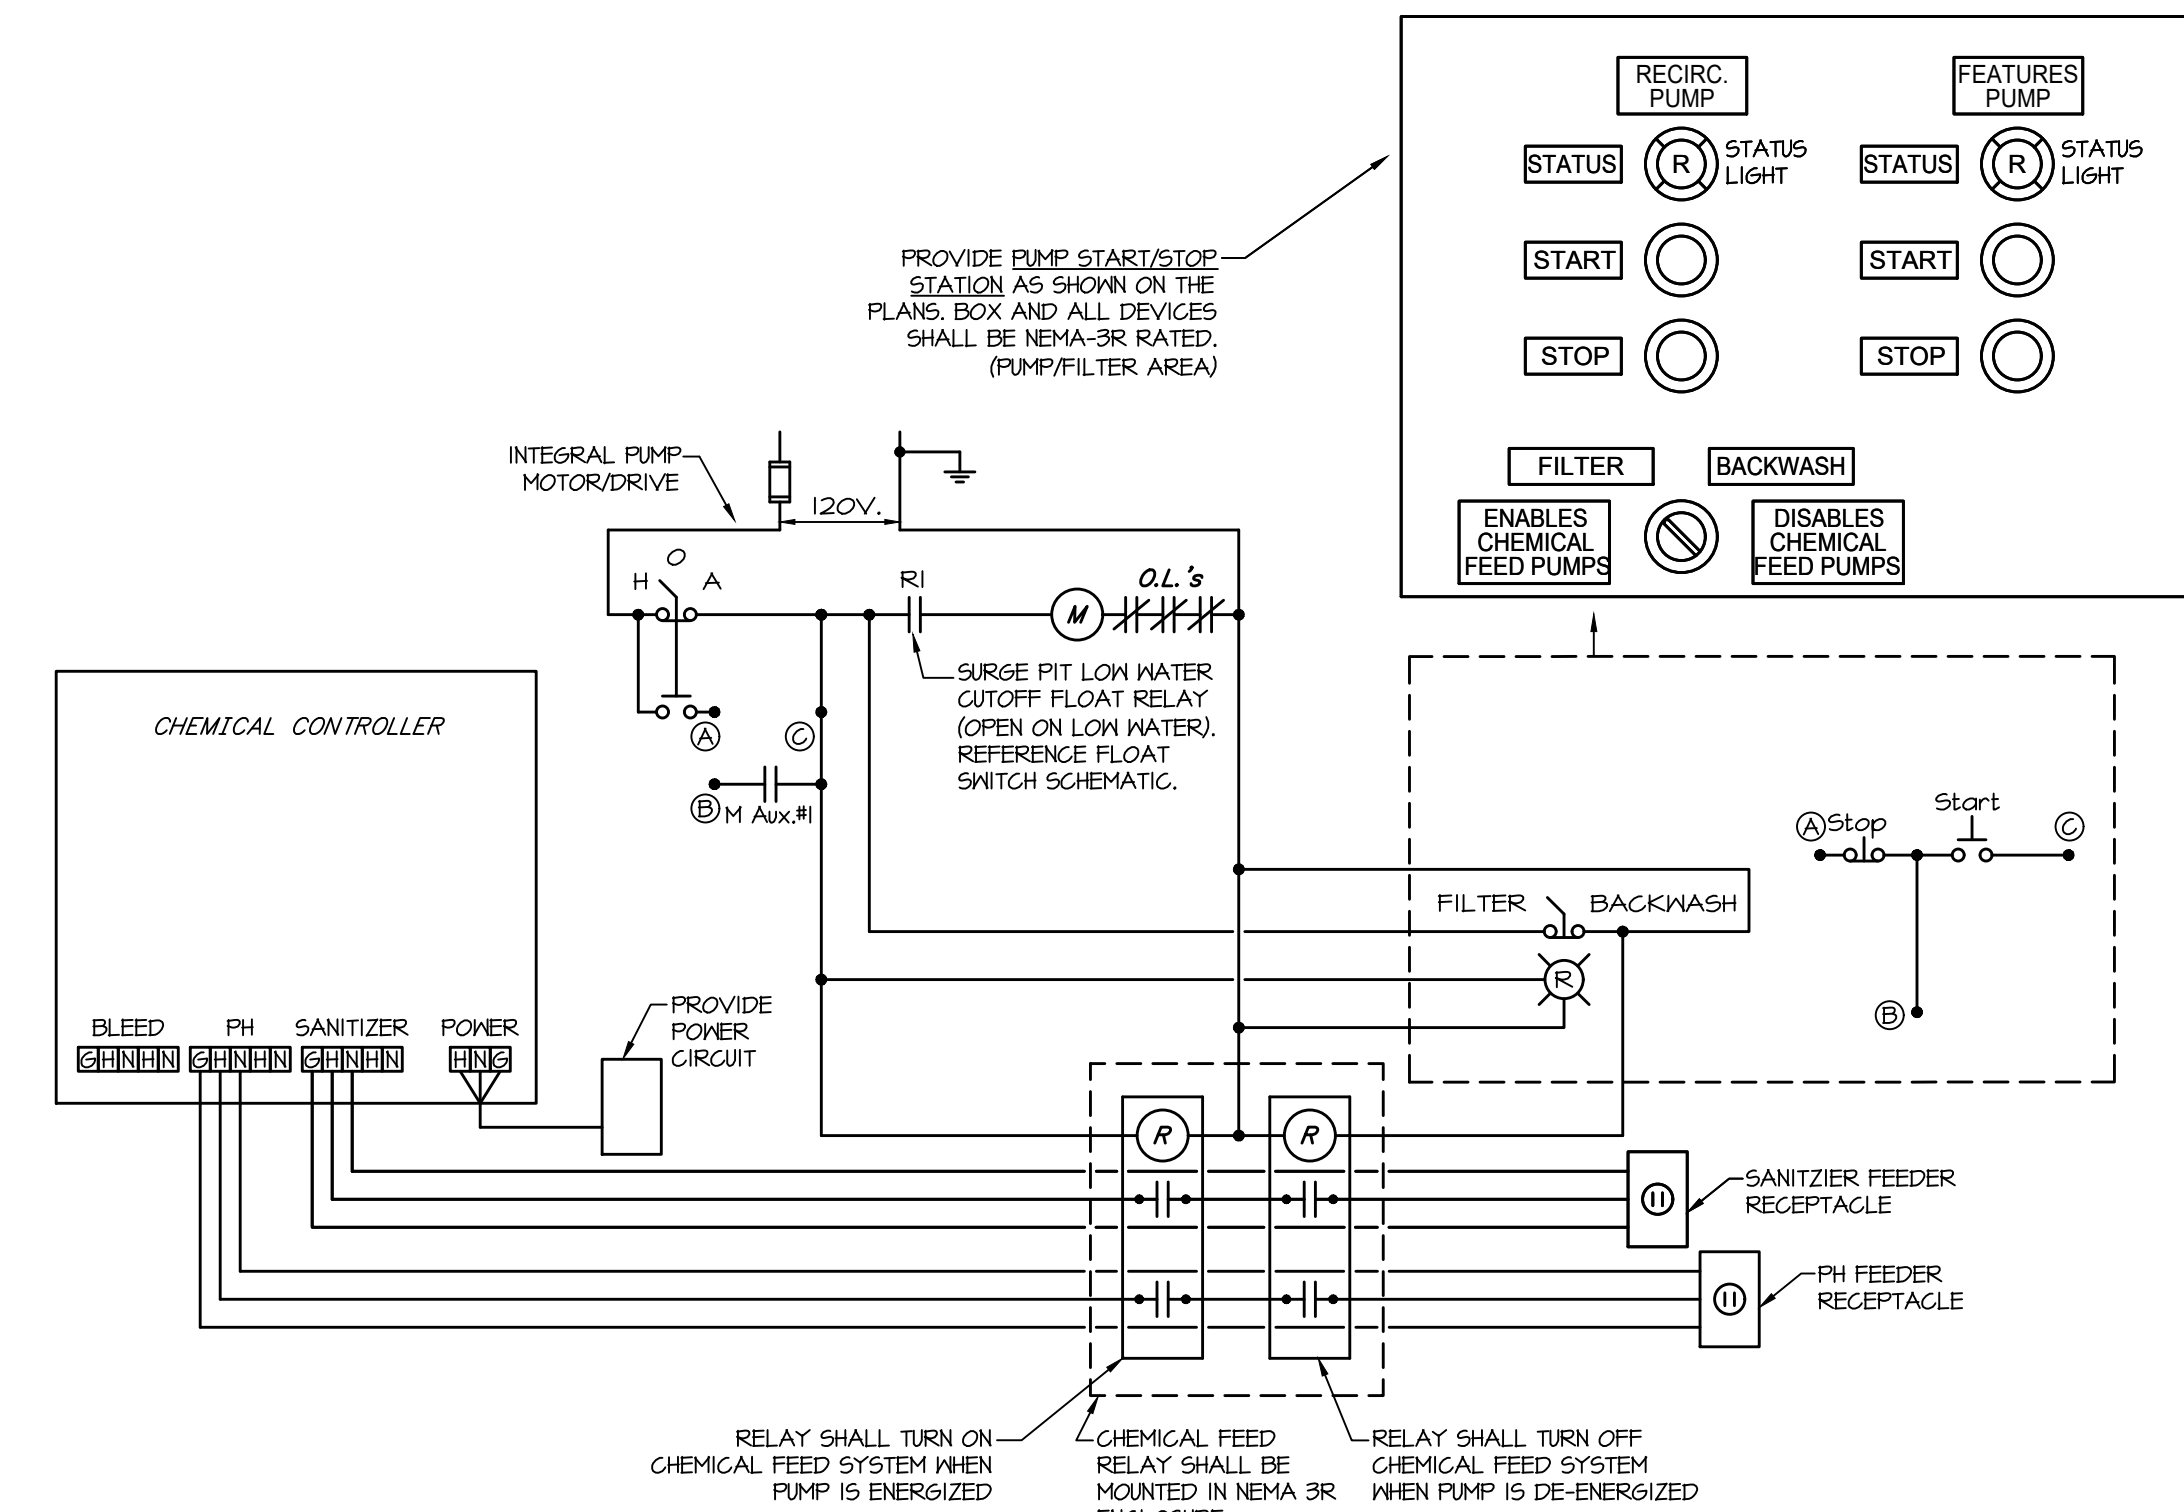 RECIRC.
PUMP
FEATURES
PUMP
STATUS
R
STATUS
LIGHT
STATUS
R
STATUS
LIGHT
START
START
STOP
STOP
FILTER
BACKWASH
ENABLES
CHEMICAL
FEED PUMPS
DISABLES
CHEMICAL
FEED PUMPS
PROVIDE PUMP START/STOP
STATION AS SHOWN ON THE
PLANS. BOX AND ALL DEVICES
SHALL BE NEMA-3R RATED.
(PUMP/FILTER AREA)
INTEGRAL PUMP
MOTOR/DRIVE
120V.
H
O
A
R1
M
O.L.'s
SURGE PIT LOW WATER
CUTOFF FLOAT RELAY
(OPEN ON LOW WATER).
REFERENCE FLOAT
SWITCH SCHEMATIC.
A
C
B
M Aux.#1
CHEMICAL CONTROLLER
BLEED
PH
SANITIZER
POWER
G H N H N
G H N H N
G H N H N
H N G
PROVIDE
POWER
CIRCUIT
A
Stop
Start
C
B
FILTER
BACKWASH
R
R
R
SANITZIER FEEDER
RECEPTACLE
PH FEEDER
RECEPTACLE
RELAY SHALL TURN ON
CHEMICAL FEED SYSTEM WHEN
PUMP IS ENERGIZED
CHEMICAL FEED
RELAY SHALL BE
MOUNTED IN NEMA 3R
RELAY SHALL TURN OFF
CHEMICAL FEED SYSTEM
WHEN PUMP IS DE-ENERGIZED